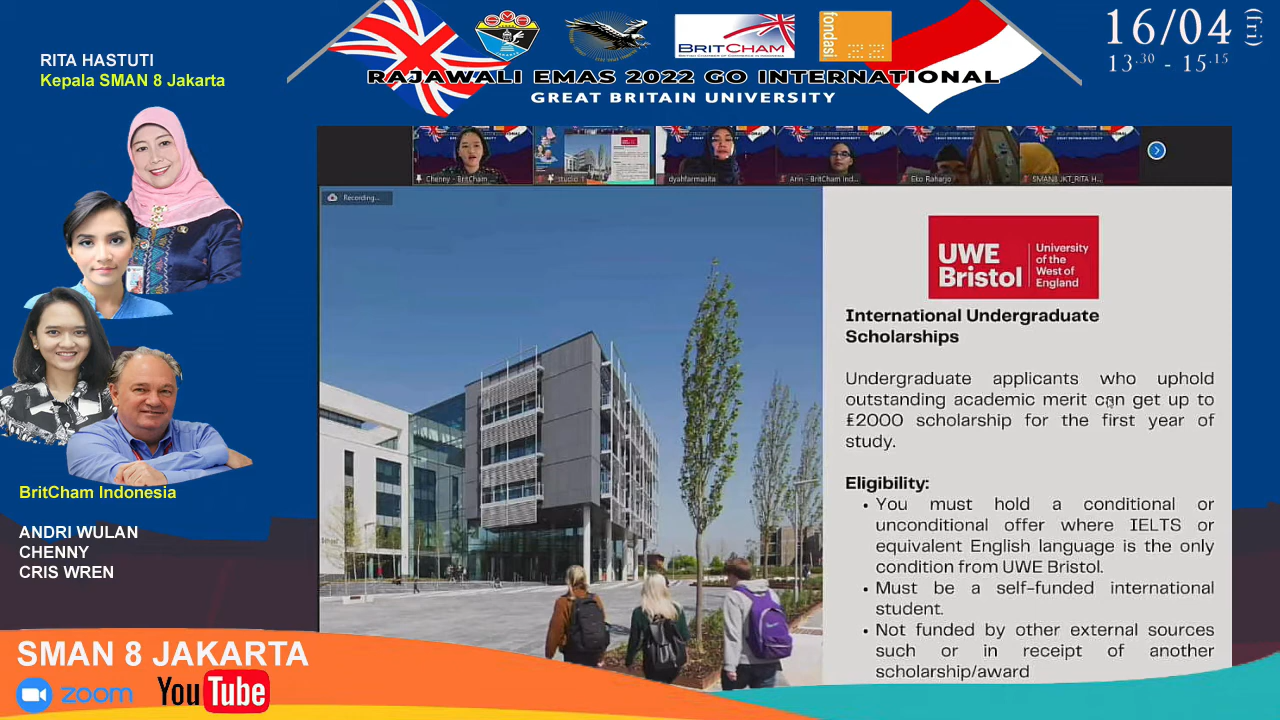 RITA HASTUTI
Kepala SMAN 8 Jakarta
BRITCHAM
fondasi
RAJAWALI EMAS 2022 GO INTERNATIONAL
GREAT BRITAIN UNIVERSITY
16/04 (fri)
13.30 - 15.15
Chenny - BritCham...
studio 1
dyahfarmasita
Arin - BritCham Ind...
Eko Raharjo
SMAN8 JKT_RITA H...
Recording...
UWE Bristol
University of the West of England
International Undergraduate
Scholarships
Undergraduate applicants who uphold
outstanding academic merit can get up to
£2000 scholarship for the first year of
study.
Eligibility:
• You must hold a conditional or
unconditional offer where IELTS or
equivalent English language is the only
condition from UWE Bristol.
• Must be a self-funded international
student.
• Not funded by other external sources
such or in receipt of another
scholarship/award
BritCham Indonesia
ANDRI WULAN
CHENNY
CRIS WREN
SMAN 8 JAKARTA
zoom YouTube